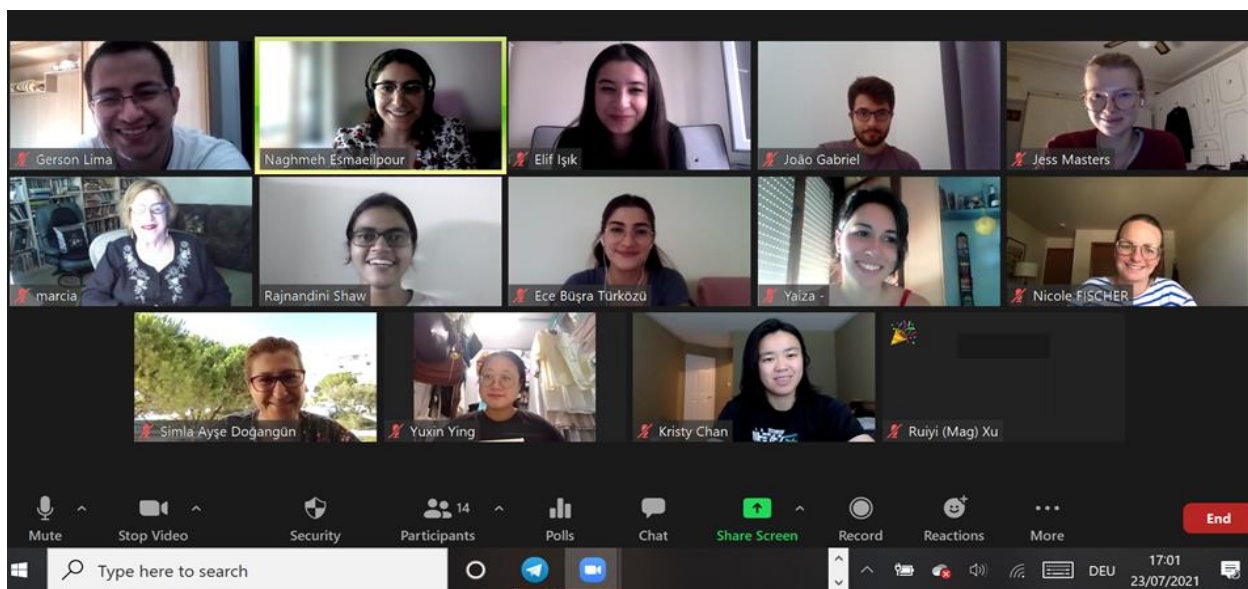 Gerson Lima
Naghmeh Esmaeilpour
Elif Işık
João Gabriel
Jess Masters
marcia
Rajnandini Shaw
Ece Büşra Türközü
Yaiza -
Nicole FISCHER
Simla Ayşe Doğangün
Yuxin Ying
Kristy Chan
Ruiyi (Mag) Xu
14
Mute
Stop Video
Security
Participants
Polls
Chat
Share Screen
Record
Reactions
More
End
Type here to search
DEU
17:01
23/07/2021